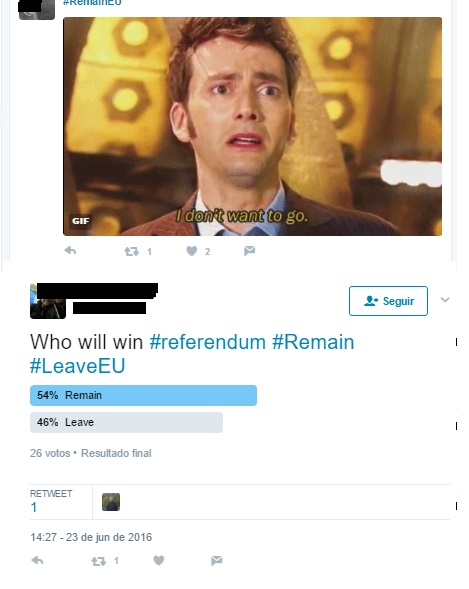 #RemainEU
I don't want to go.
GIF
1 2
Seguir
Who will win #referendum #Remain
#LeaveEU
54% Remain
46% Leave
26 votos • Resultado final
RETWEET
1
14:27 - 23 de jun de 2016
1